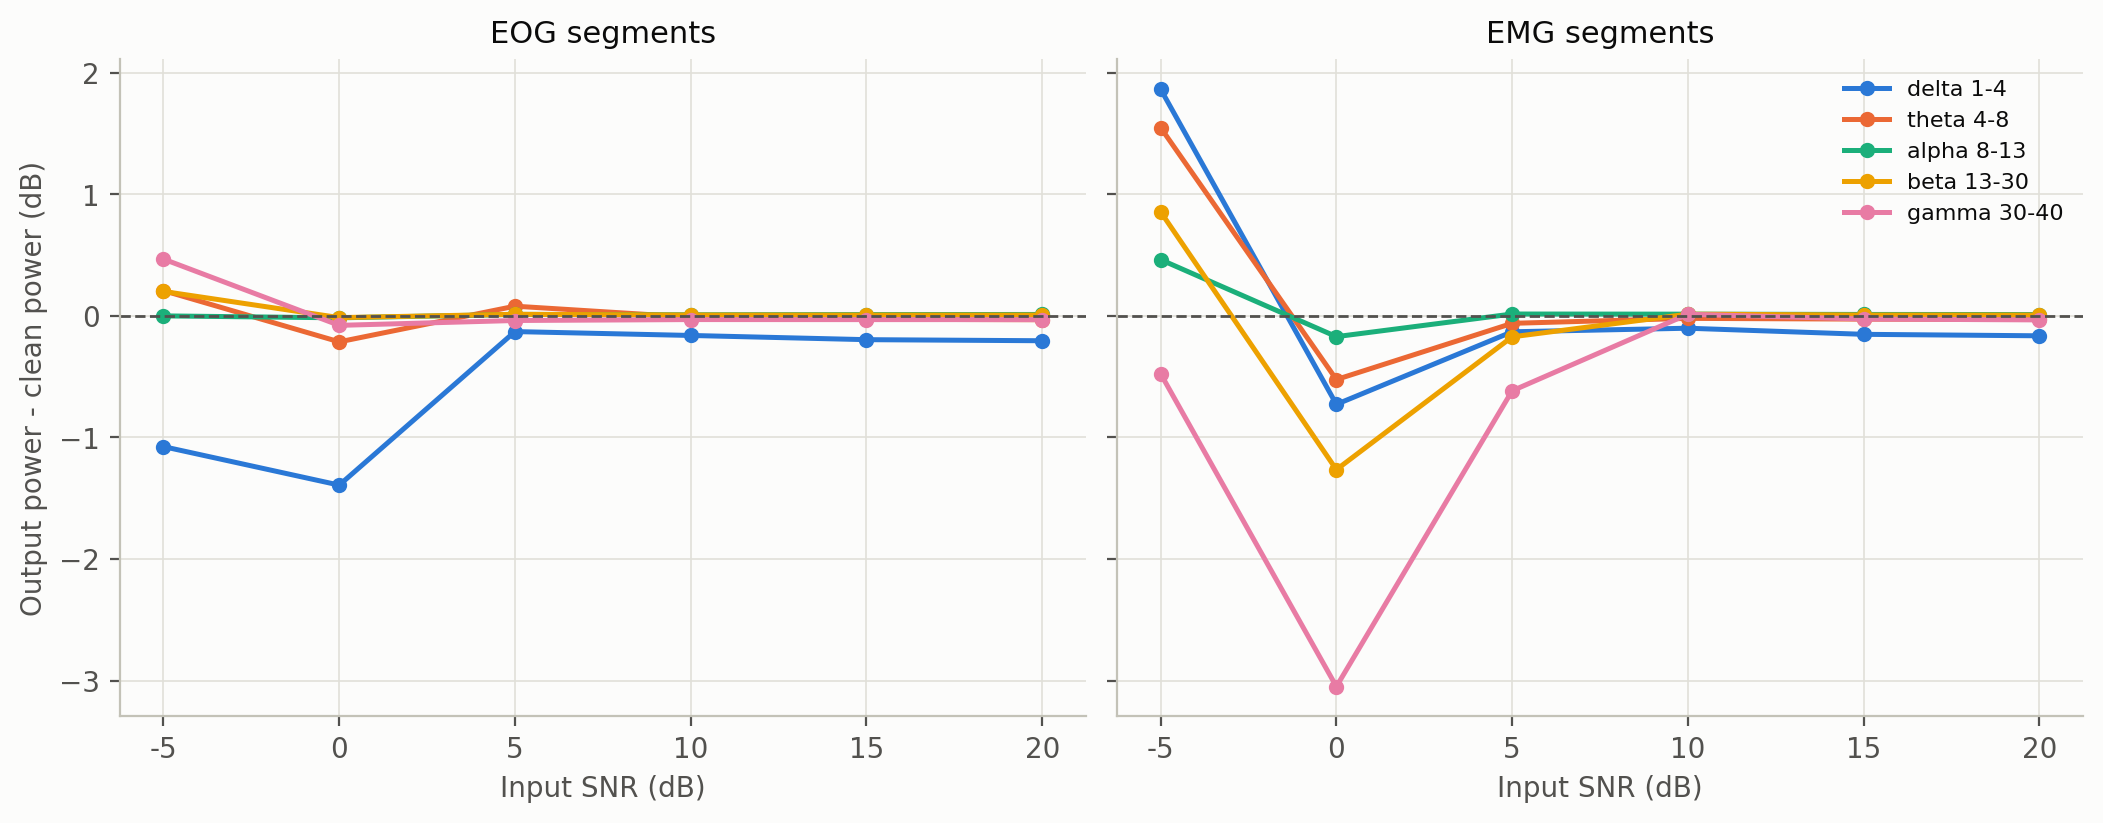 EOG segments
EMG segments
Output power - clean power (dB)
2
1
0
−1
−2
−3
-5
0
5
10
15
20
Input SNR (dB)
-5
0
5
10
15
20
Input SNR (dB)
delta 1-4
theta 4-8
alpha 8-13
beta 13-30
gamma 30-40